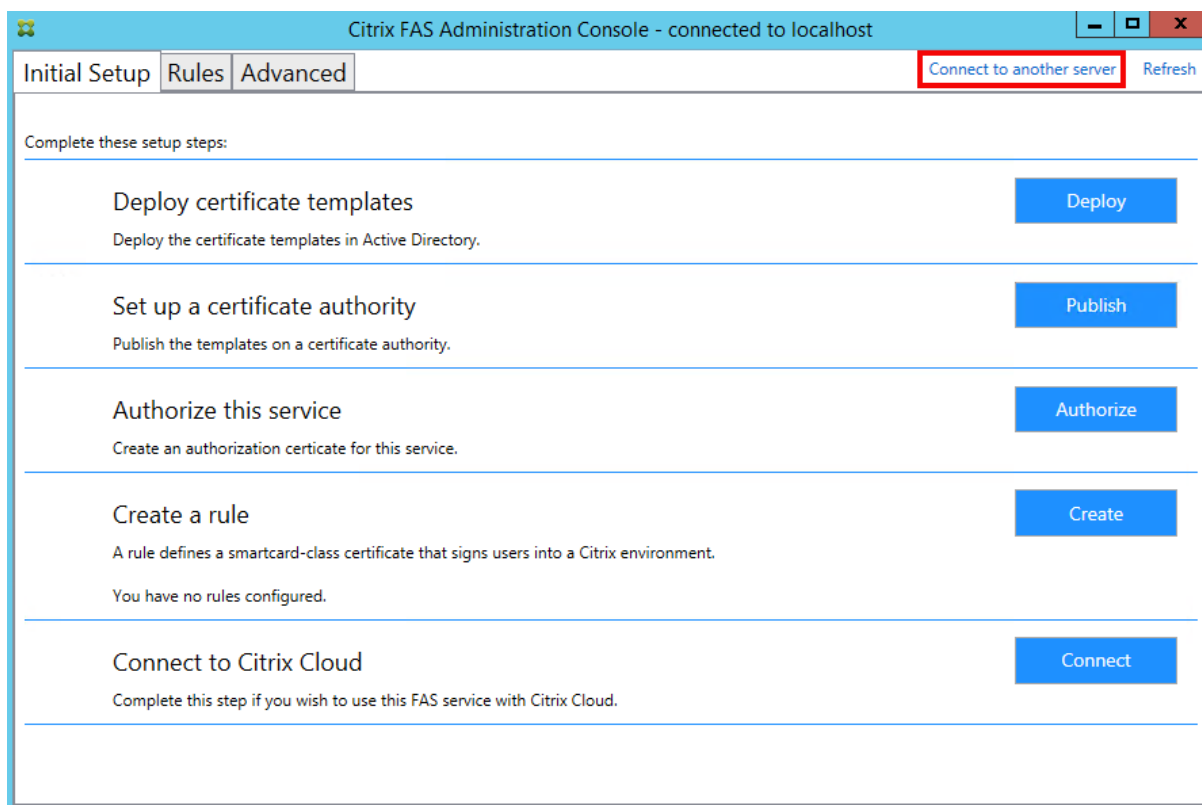 Citrix FAS Administration Console - connected to localhost
Initial Setup Rules Advanced Connect to another server Refresh
Complete these setup steps:
Deploy certificate templates
Deploy
Deploy the certificate templates in Active Directory.
Set up a certificate authority
Publish
Publish the templates on a certificate authority.
Authorize this service
Authorize
Create an authorization certicate for this service.
Create a rule
Create
A rule defines a smartcard-class certificate that signs users into a Citrix environment.
You have no rules configured.
Connect to Citrix Cloud
Connect
Complete this step if you wish to use this FAS service with Citrix Cloud.